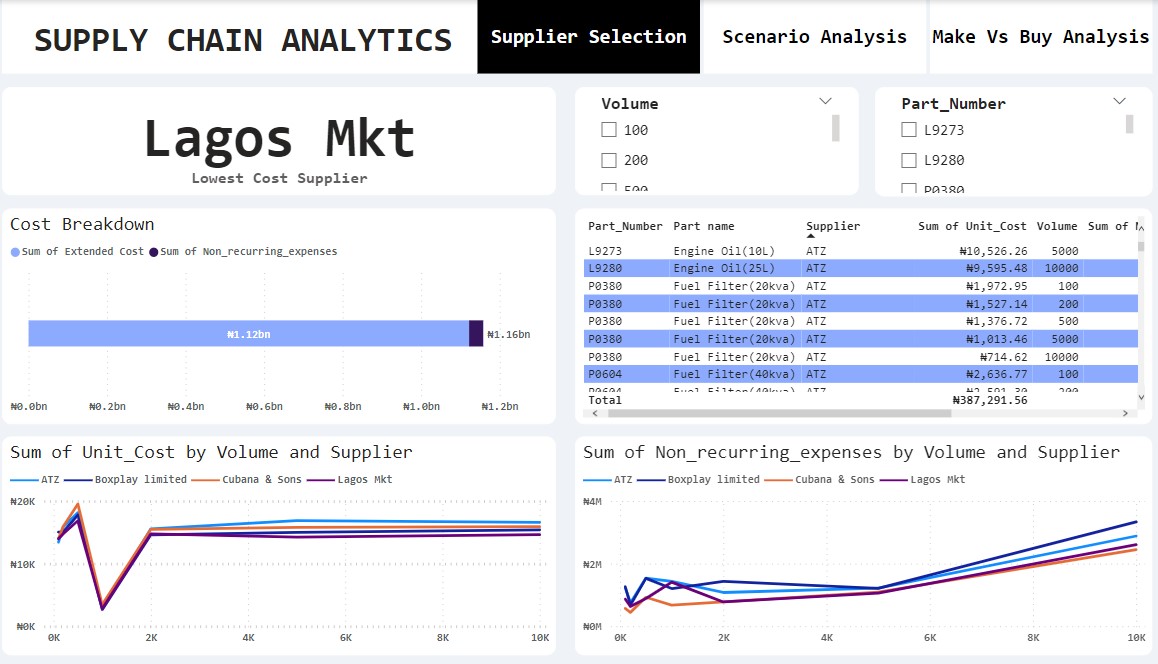 SUPPLY CHAIN ANALYTICS
Supplier Selection
Scenario Analysis
Make Vs Buy Analysis
Lagos Mkt
Lowest Cost Supplier
Volume
100
200
500
Part_Number
L9273
L9280
P0380
Cost Breakdown
Sum of Extended Cost Sum of Non_recurring_expenses
₦1.12bn ₦1.16bn
₦0.0bn ₦0.2bn ₦0.4bn ₦0.6bn ₦0.8bn ₦1.0bn ₦1.2bn
Part_Number Part name Supplier Sum of Unit_Cost Volume Sum of
L9273 Engine Oil(10L) ATZ ₦10,526.26 5000
L9280 Engine Oil(25L) ATZ ₦9,595.48 10000
P0380 Fuel Filter(20kva) ATZ ₦1,972.95 100
P0380 Fuel Filter(20kva) ATZ ₦1,527.14 200
P0380 Fuel Filter(20kva) ATZ ₦1,376.72 500
P0380 Fuel Filter(20kva) ATZ ₦1,013.46 5000
P0380 Fuel Filter(20kva) ATZ ₦714.62 10000
P0604 Fuel Filter(40kva) ATZ ₦2,636.77 100
P0604 Fuel Filter(40kva) ATZ 200
Total ₦387,291.56
Sum of Unit_Cost by Volume and Supplier
ATZ Boxplay limited Cubana & Sons Lagos Mkt
₦20K
₦10K
₦0K
0K 2K 4K 6K 8K 10K
Sum of Non_recurring_expenses by Volume and Supplier
ATZ Boxplay limited Cubana & Sons Lagos Mkt
₦4M
₦2M
₦0M
0K 2K 4K 6K 8K 10K